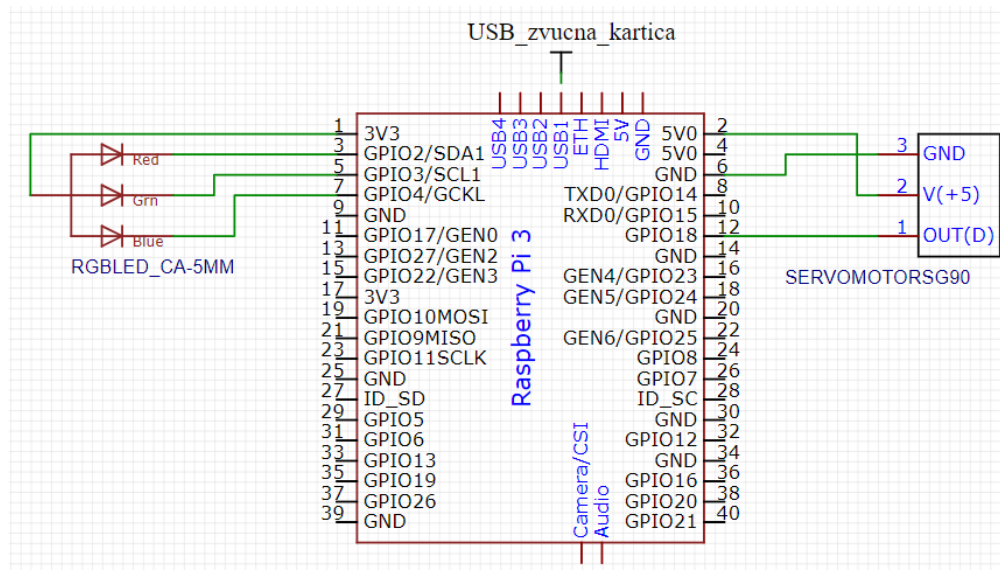 USB_zvucna_kartica
USB4
USB3
USB2
USB1
ETH
HDMI
5V
GND
1 3V3 5V0 2
3 GPIO2/SDA1 5V0 4
5 GPIO3/SCL1 GND 6
7 GPIO4/GCKL TXD0/GPIO14 8
9 GND RXD0/GPIO15 10
11 GPIO17/GEN0 GPIO18 12
13 GPIO27/GEN2 GND 14
15 GPIO22/GEN3 GEN4/GPIO23 16
17 3V3 GEN5/GPIO24 18
19 GPIO10MOSI GND 20
21 GPIO9MISO GEN6/GPIO25 22
23 GPIO11SCLK GPIO8 24
25 GND GPIO7 26
27 ID_SD ID_SC 28
29 GPIO5 GND 30
31 GPIO6 GPIO12 32
33 GPIO13 GND 34
35 GPIO19 GPIO16 36
37 GPIO26 GPIO20 38
39 GND GPIO21 40
Raspberry Pi 3
Camera/CSI
Audio
Red
Grn
Blue
RGBLED_CA-5MM
3 GND
2 V(+5)
1 OUT(D)
SERVOMOTORSG90